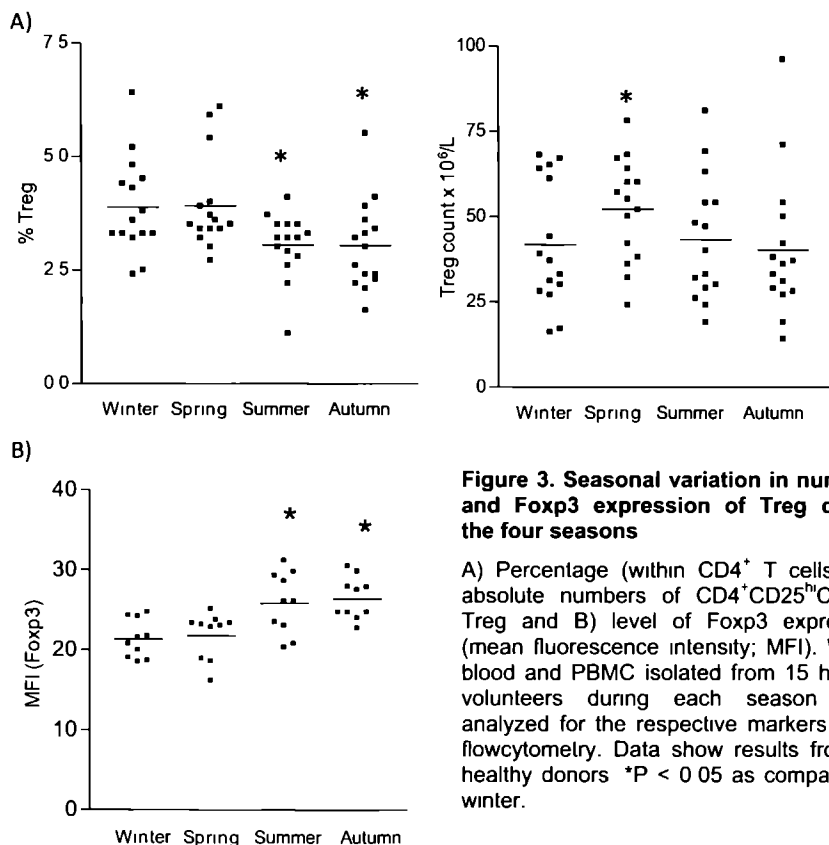 A)
7 5
5 0
2 5
0 0
% Treg
* *
Winter Spring Summer Autumn
100
75
50
25
0
Treg count x 10⁶/L
*
Winter Spring Summer Autumn
B)
40
30
20
10
0
MFI (Foxp3)
* *
Winter Spring Summer Autumn
Figure 3. Seasonal variation in num
and Foxp3 expression of Treg
the four seasons
A) Percentage (within CD4⁺ T cells
absolute numbers of CD4⁺CD25ʰⁱC
Treg and B) level of Foxp3 expre
(mean fluorescence intensity; MFI).
blood and PBMC isolated from 15 h
volunteers during each season
analyzed for the respective markers
flowcytometry. Data show results fro
healthy donors *P < 0 05 as compa
winter.